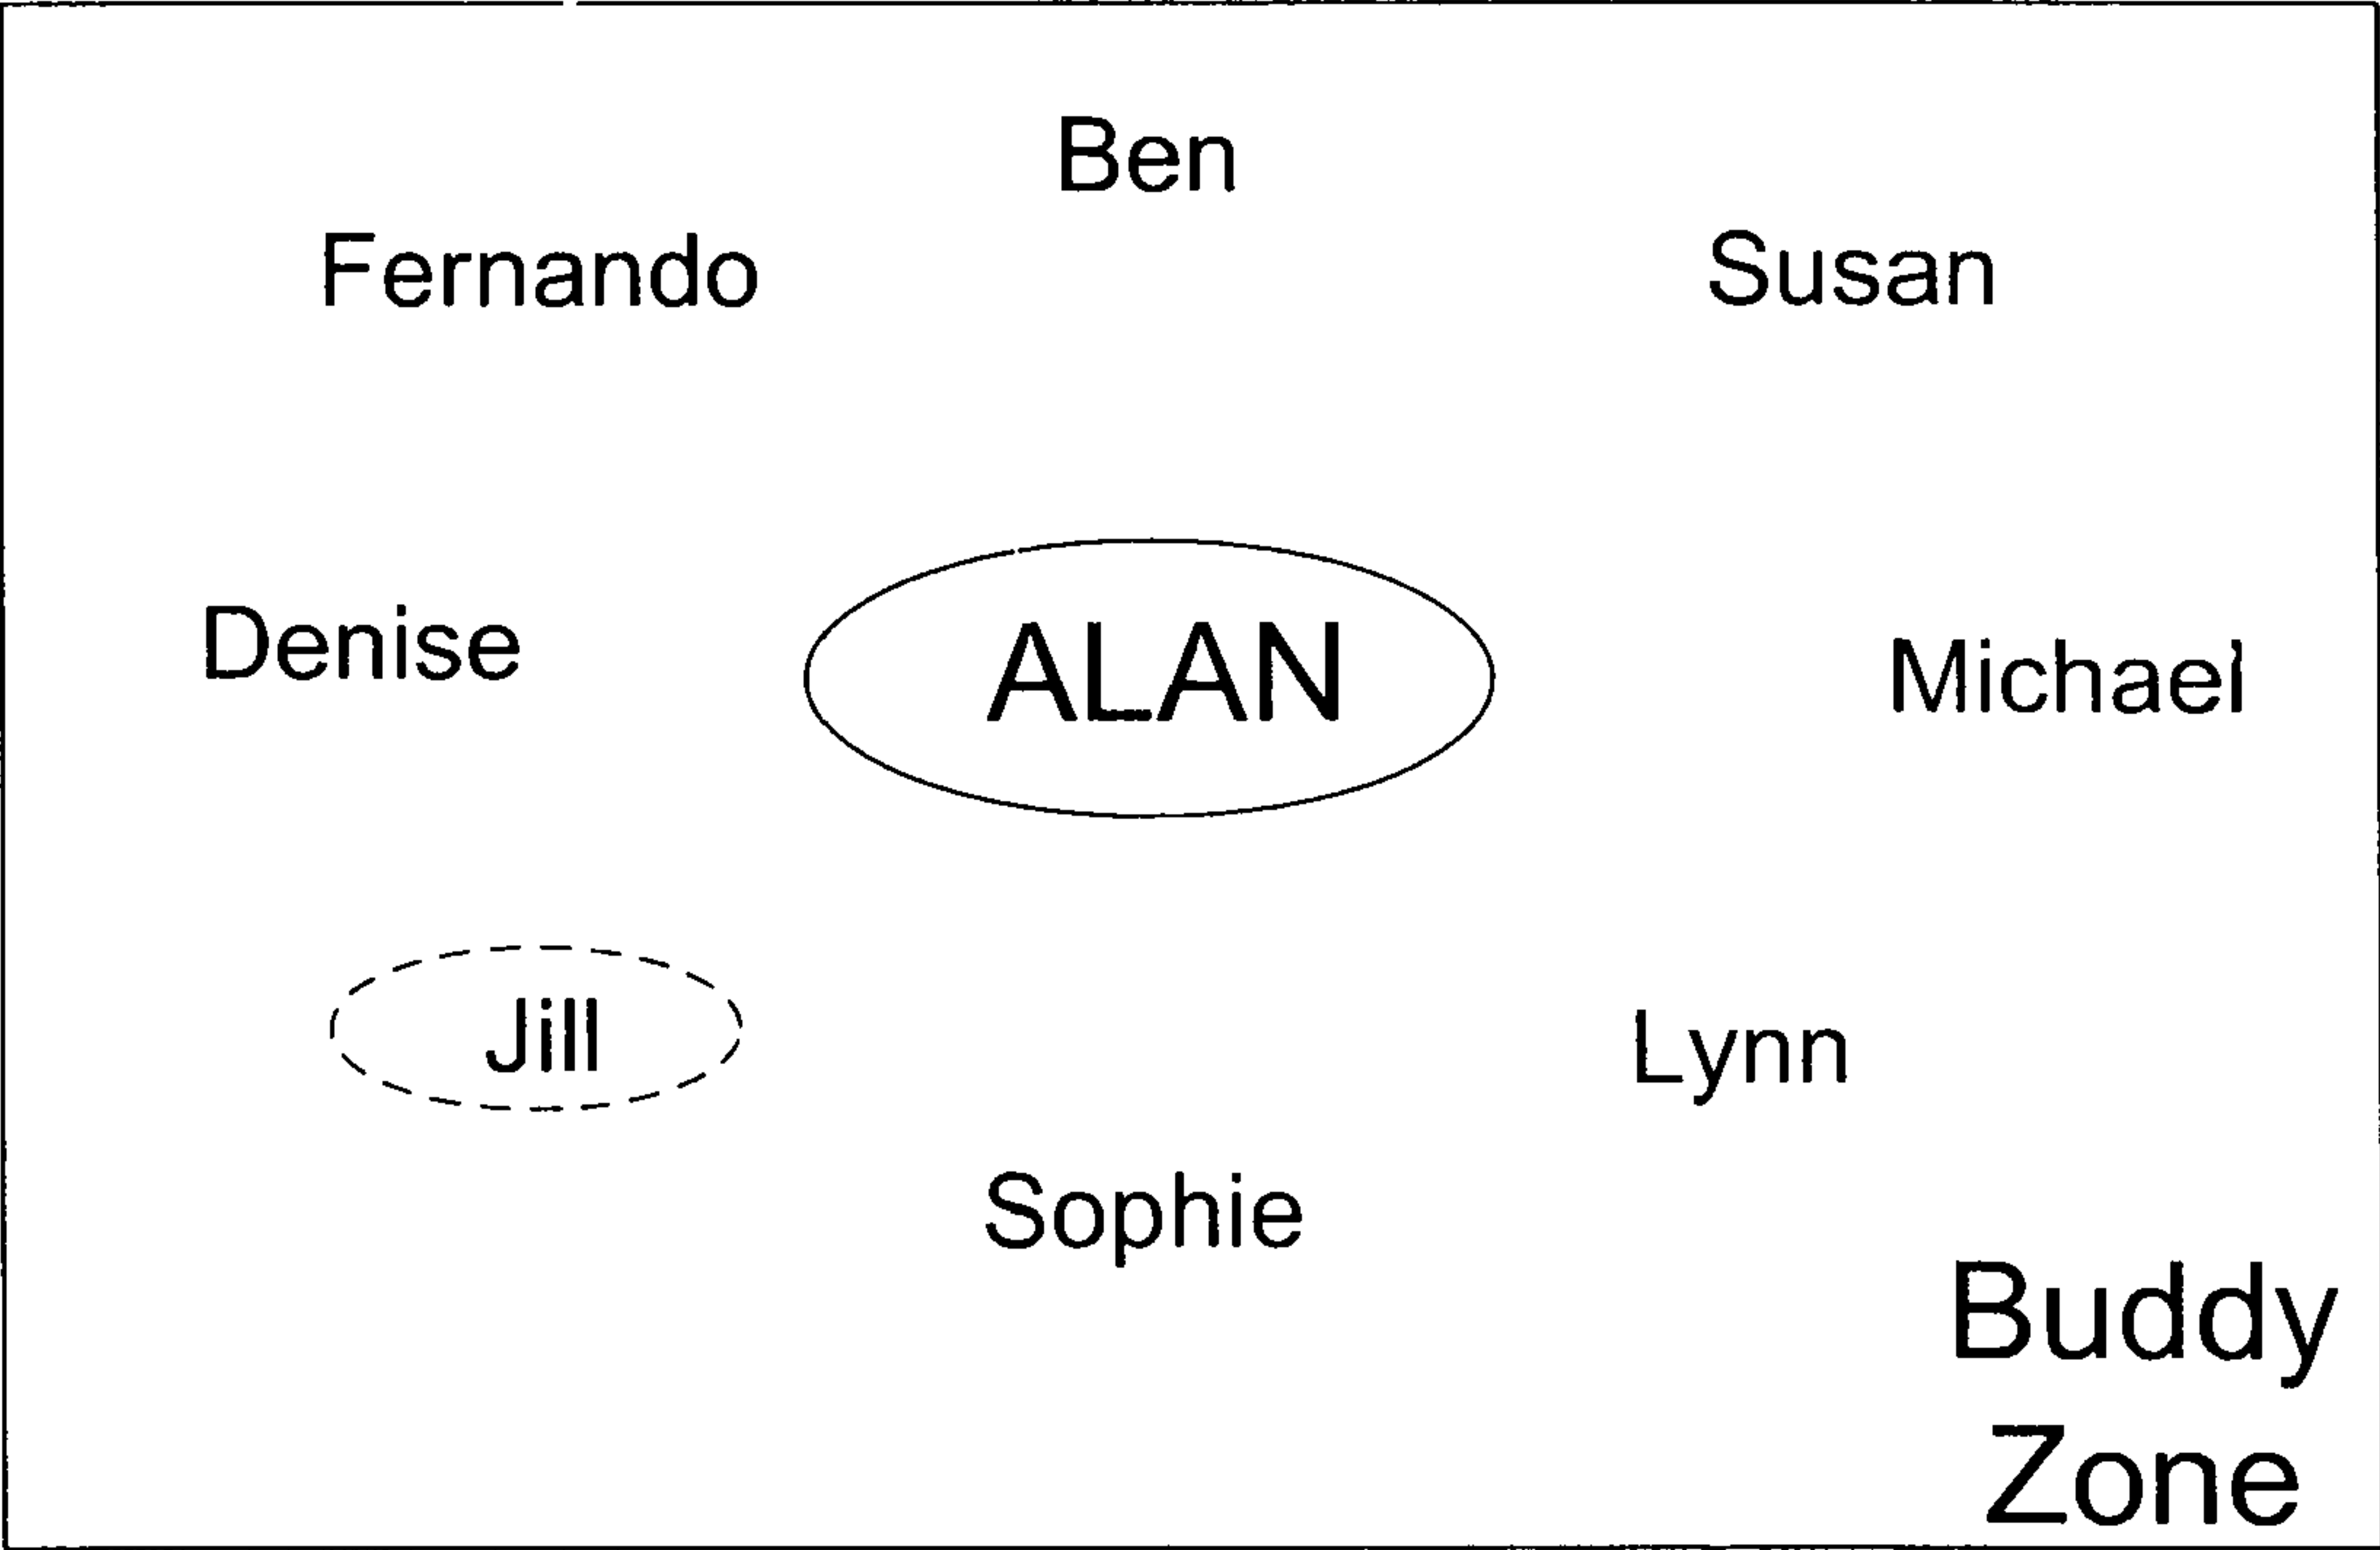 Ben
Fernando
Susan
Denise
ALAN
Michael
Jill
Lynn
Sophie
Buddy
Zone